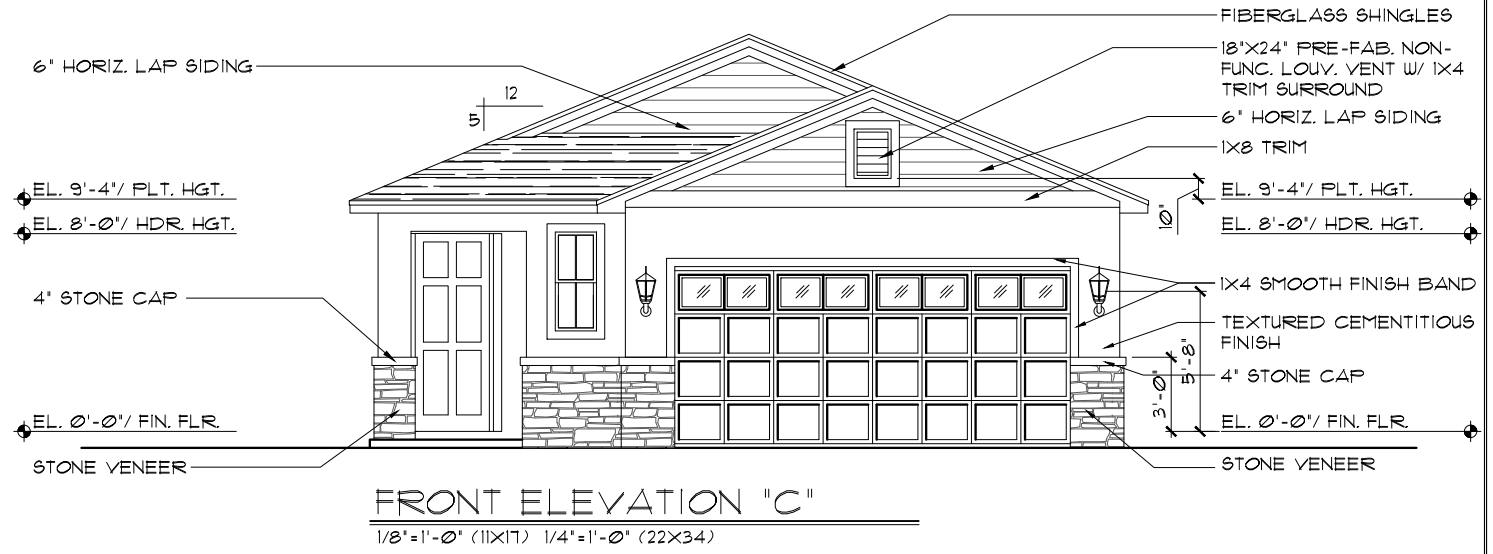 FIBERGLASS SHINGLES
18"X24" PRE-FAB. NON-
FUNC. LOUV. VENT W/ 1X4
TRIM SURROUND
6" HORIZ. LAP SIDING
12
5
6" HORIZ. LAP SIDING
1X8 TRIM
EL. 9'-4"/ PLT. HGT.
EL. 8'-0"/ HDR. HGT.
EL. 9'-4"/ PLT. HGT.
10"
EL. 8'-0"/ HDR. HGT.
4" STONE CAP
1X4 SMOOTH FINISH BAND
TEXTURED CEMENTITIOUS
FINISH
5'-8"
3'-0"
4" STONE CAP
EL. 0'-0"/ FIN. FLR.
EL. 0'-0"/ FIN. FLR.
STONE VENEER
STONE VENEER
FRONT ELEVATION "C"
1/8"=1'-0" (11X17) 1/4"=1'-0" (22X34)